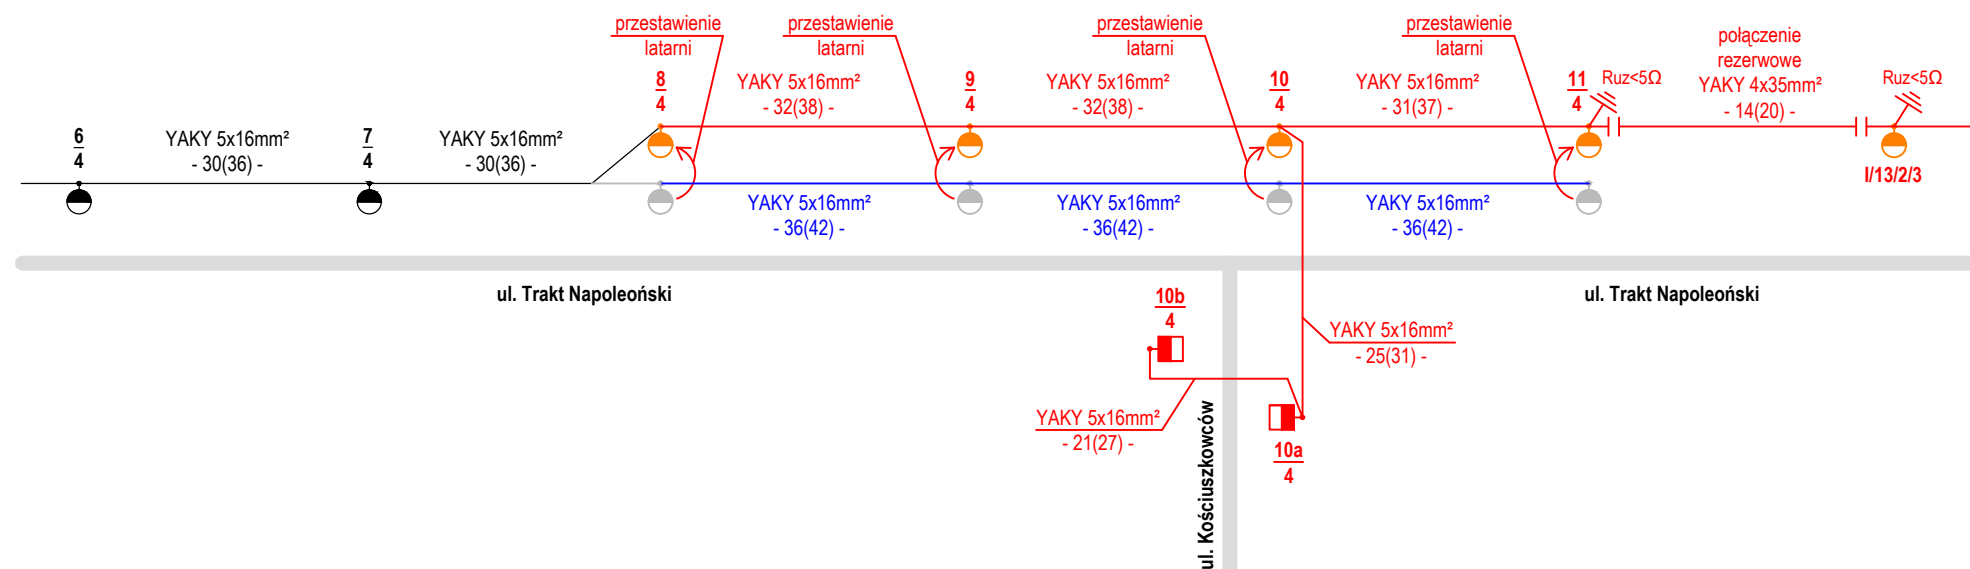 przestawienie
latarni
przestawienie
latarni
przestawienie
latarni
przestawienie
latarni
połączenie
rezerwowe
YAKY 4x35mm²
- 14(20) -
8
4
YAKY 5x16mm²
- 32(38) -
9
4
YAKY 5x16mm²
- 32(38) -
10
4
YAKY 5x16mm²
- 31(37) -
11
4
Ruz<5Ω
Ruz<5Ω
I/13/2/3
6
4
YAKY 5x16mm²
- 30(36) -
7
4
YAKY 5x16mm²
- 30(36) -
YAKY 5x16mm²
- 36(42) -
YAKY 5x16mm²
- 36(42) -
YAKY 5x16mm²
- 36(42) -
ul. Trakt Napoleoński
ul. Trakt Napoleoński
10b
4
YAKY 5x16mm²
- 25(31) -
YAKY 5x16mm²
- 21(27) -
10a
4
ul. Kościuszkowców